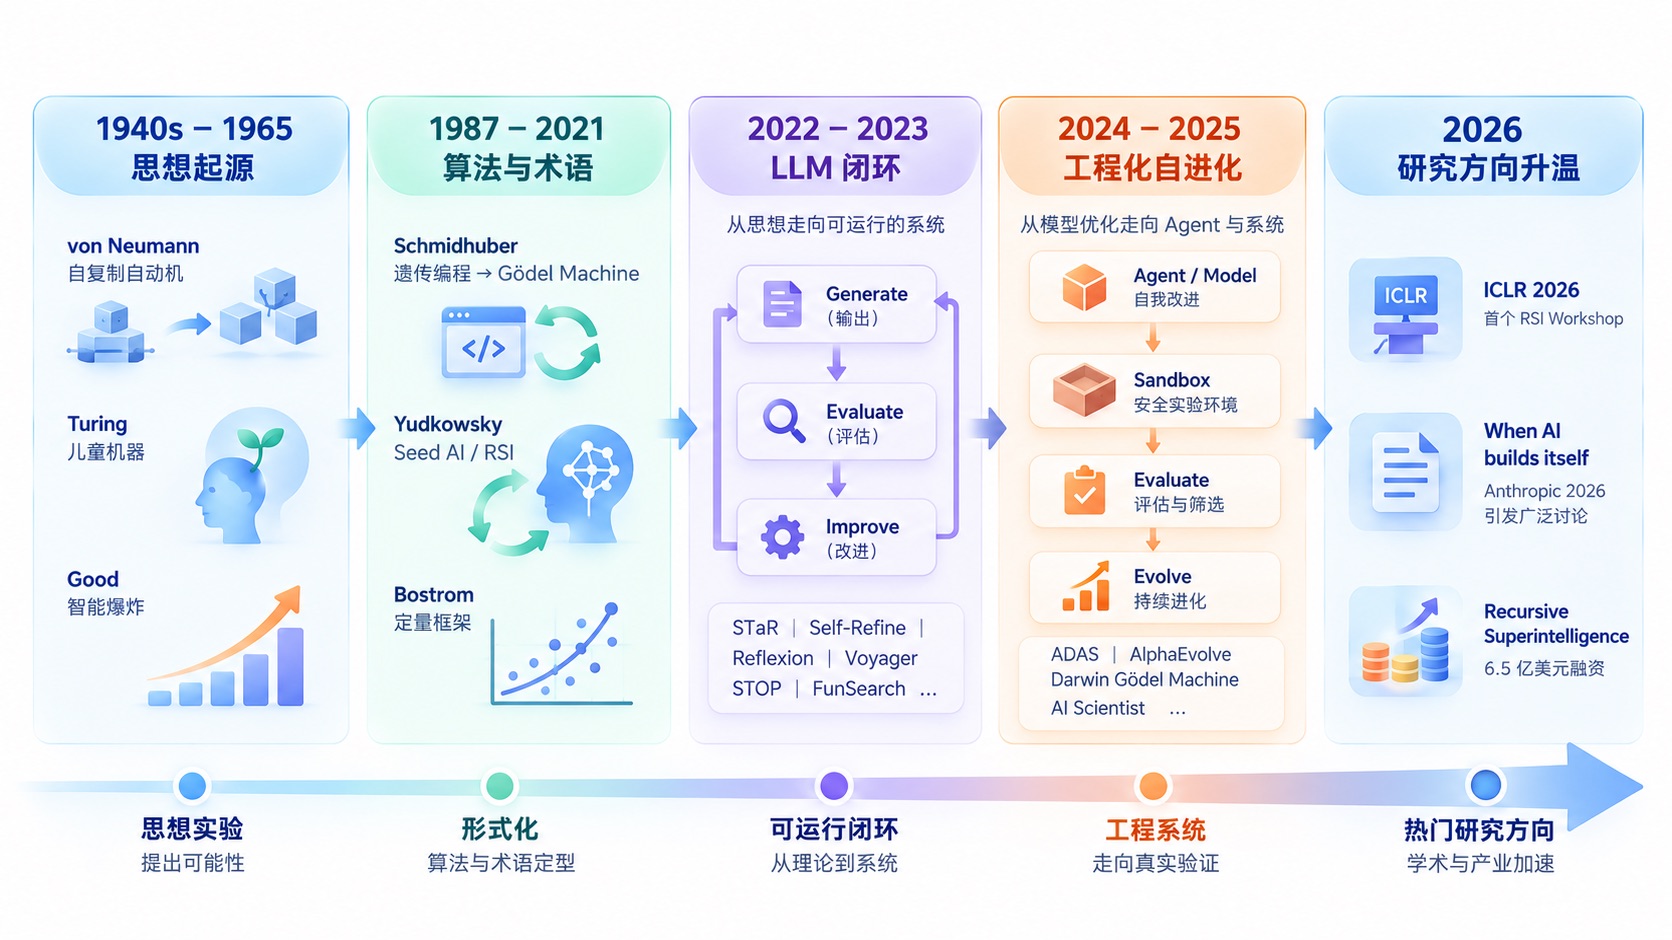 1940s – 1965
思想起源
von Neumann
自复制自动机
Turing
儿童机器
Good
智能爆炸
1987 – 2021
算法与术语
Schmidhuber
遗传编程 → Gödel Machine
</>
Yudkowsky
Seed AI / RSI
Bostrom
定量框架
2022 – 2023
LLM 闭环
从思想走向可运行的系统
Generate
（输出）
Evaluate
（评估）
Improve
（改进）
STaR | Self-Refine |
Reflexion | Voyager
STOP | FunSearch ...
2024 – 2025
工程化自进化
从模型优化走向 Agent 与系统
Agent / Model
自我改进
Sandbox
安全实验环境
Evaluate
评估与筛选
Evolve
持续进化
ADAS | AlphaEvolve
Darwin Gödel Machine
AI Scientist ...
2026
研究方向升温
ICLR
ICLR 2026
首个 RSI Workshop
When AI
builds itself
Anthropic 2026
引发广泛讨论
Recursive
Superintelligence
6.5 亿美元融资
思想实验
提出可能性
形式化
算法与术语定型
可运行闭环
从理论到系统
工程系统
走向真实验证
热门研究方向
学术与产业加速